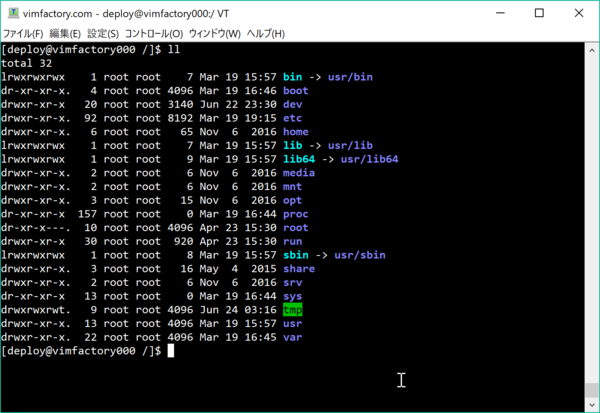 vimfactory.com - deploy@vimfactory000:/ VT
ファイル(F) 編集(E) 設定(S) コントロール(O) ウィンドウ(W) ヘルプ(H)
[deploy@vimfactory000 /]$ ll
total 32
lrwxrwxrwx    1 root root    7 Mar 19 15:57 bin -> usr/bin
dr-xr-xr-x.   4 root root 4096 Mar 19 16:46 boot
drwxr-xr-x   20 root root 3140 Jun 22 23:30 dev
drwxr-xr-x.  92 root root 8192 Mar 19 19:15 etc
drwxr-xr-x.   6 root root   65 Nov  6  2016 home
lrwxrwxrwx    1 root root    7 Mar 19 15:57 lib -> usr/lib
lrwxrwxrwx    1 root root    9 Mar 19 15:57 lib64 -> usr/lib64
drwxr-xr-x.   2 root root    6 Nov  6  2016 media
drwxr-xr-x.   2 root root    6 Nov  6  2016 mnt
drwxr-xr-x.   3 root root   15 Nov  6  2016 opt
dr-xr-xr-x  157 root root    0 Mar 19 16:44 proc
dr-xr-x---.  10 root root 4096 Apr 23 15:30 root
drwxr-xr-x   30 root root  920 Apr 23 15:30 run
lrwxrwxrwx    1 root root    8 Mar 19 15:57 sbin -> usr/sbin
drwxr-xr-x.   3 root root   16 May  4  2015 share
drwxr-xr-x.   2 root root    6 Nov  6  2016 srv
dr-xr-xr-x   13 root root    0 Mar 19 16:44 sys
drwxrwxrwt.   9 root root 4096 Jun 24 03:16 tmp
drwxr-xr-x.  13 root root 4096 Mar 19 15:57 usr
drwxr-xr-x.  22 root root 4096 Mar 19 16:45 var
[deploy@vimfactory000 /]$